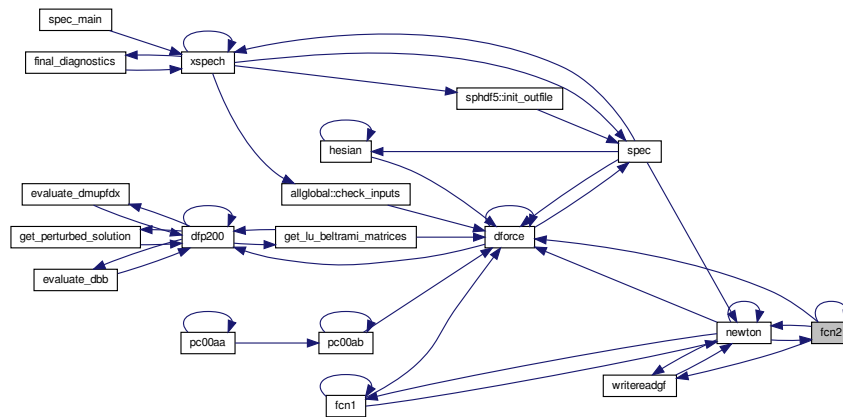 spec_main
xspech
final_diagnostics
sphdf5::init_outfile
hesian
spec
evaluate_dmupfdx
allglobal::check_inputs
get_perturbed_solution
dfp200
get_lu_beltrami_matrices
dforce
evaluate_dbb
pc00aa
pc00ab
newton
fcn2
writereadgf
fcn1